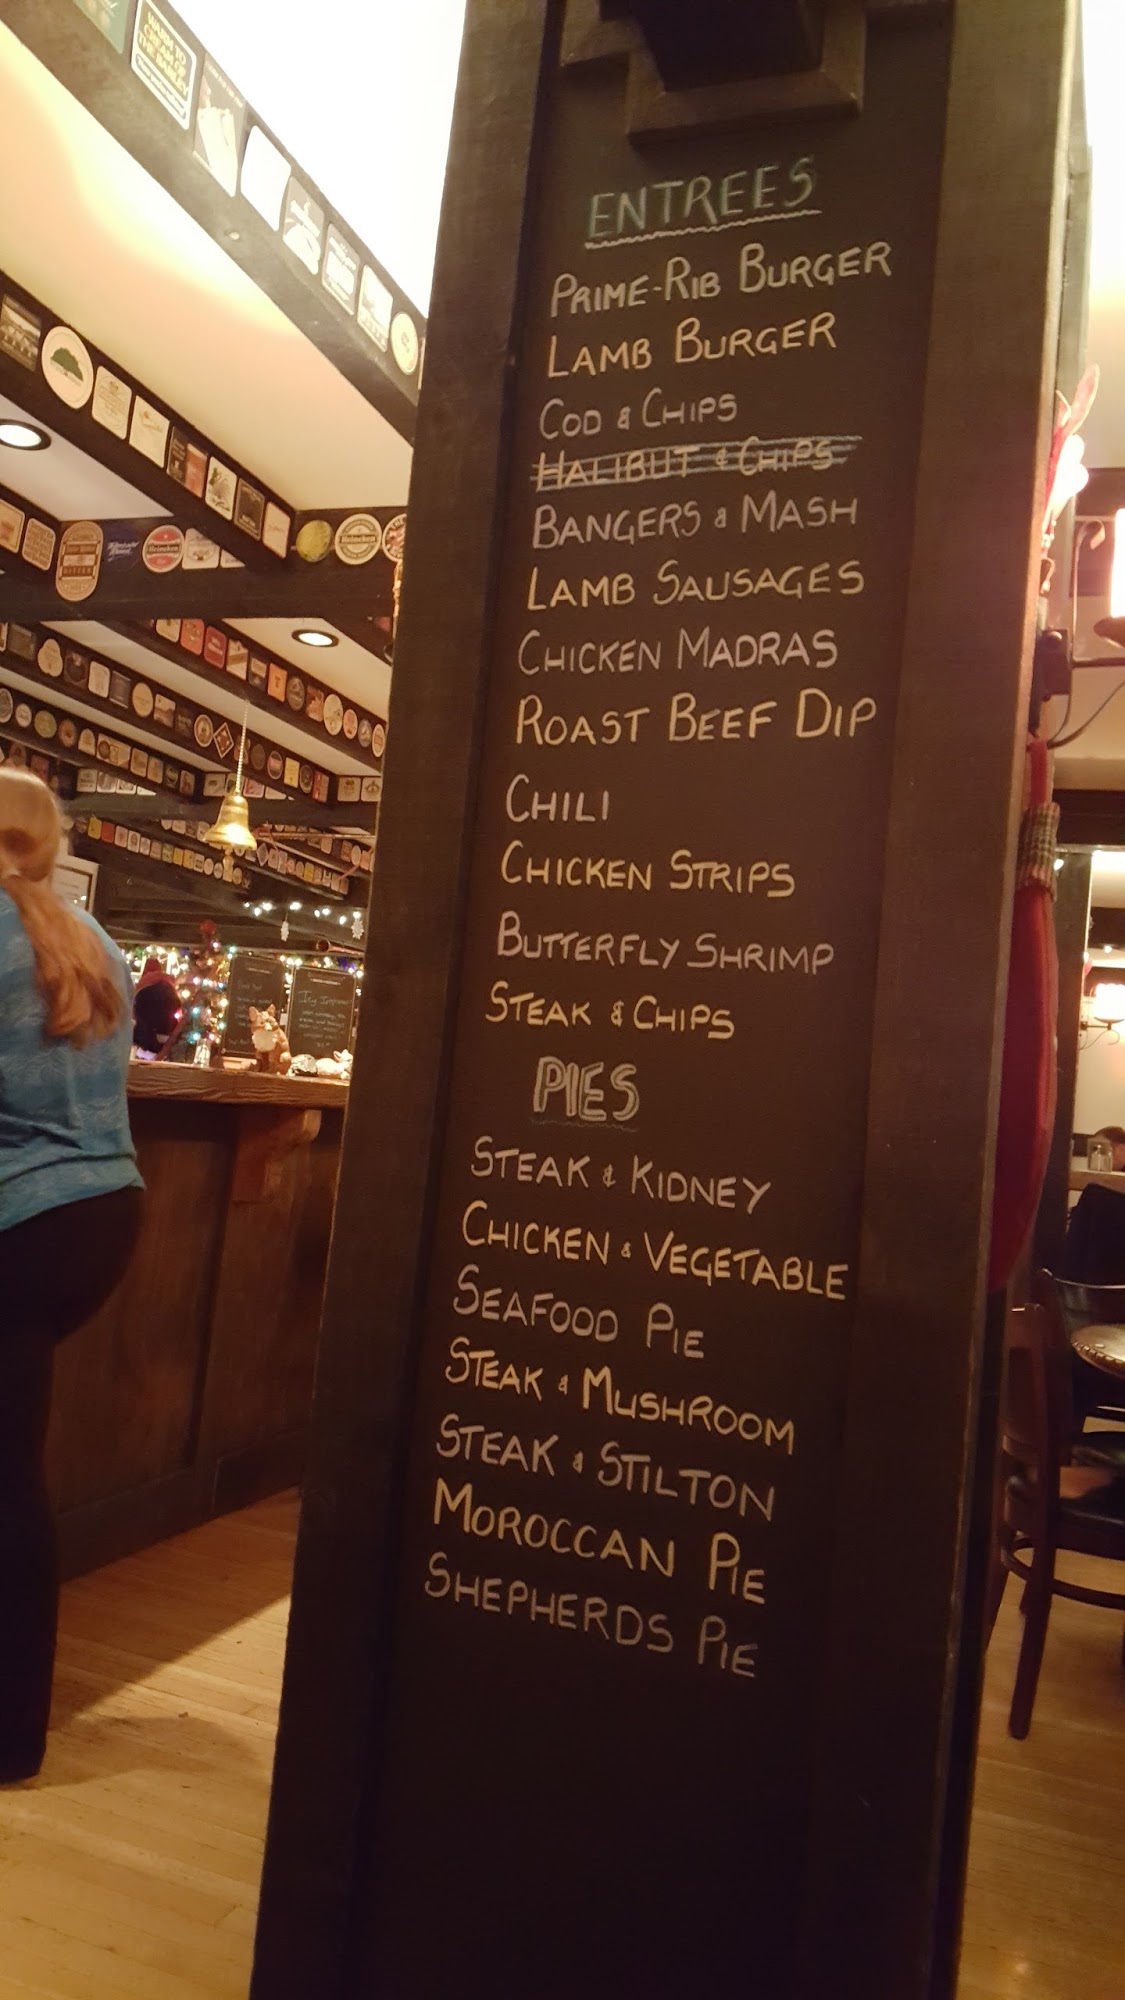 ENTREES
PRIME-RIB BURGER
LAMB BURGER
COD & CHIPS
HALIBUT & CHIPS
BANGERS & MASH
LAMB SAUSAGES
CHICKEN MADRAS
ROAST BEEF DIP
CHILI
CHICKEN STRIPS
BUTTERFLY SHRIMP
STEAK & CHIPS
PIES
STEAK & KIDNEY
CHICKEN & VEGETABLE
SEAFOOD PIE
STEAK & MUSHROOM
STEAK & STILTON
MOROCCAN PIE
SHEPHERDS PIE
Heineken
Heineken